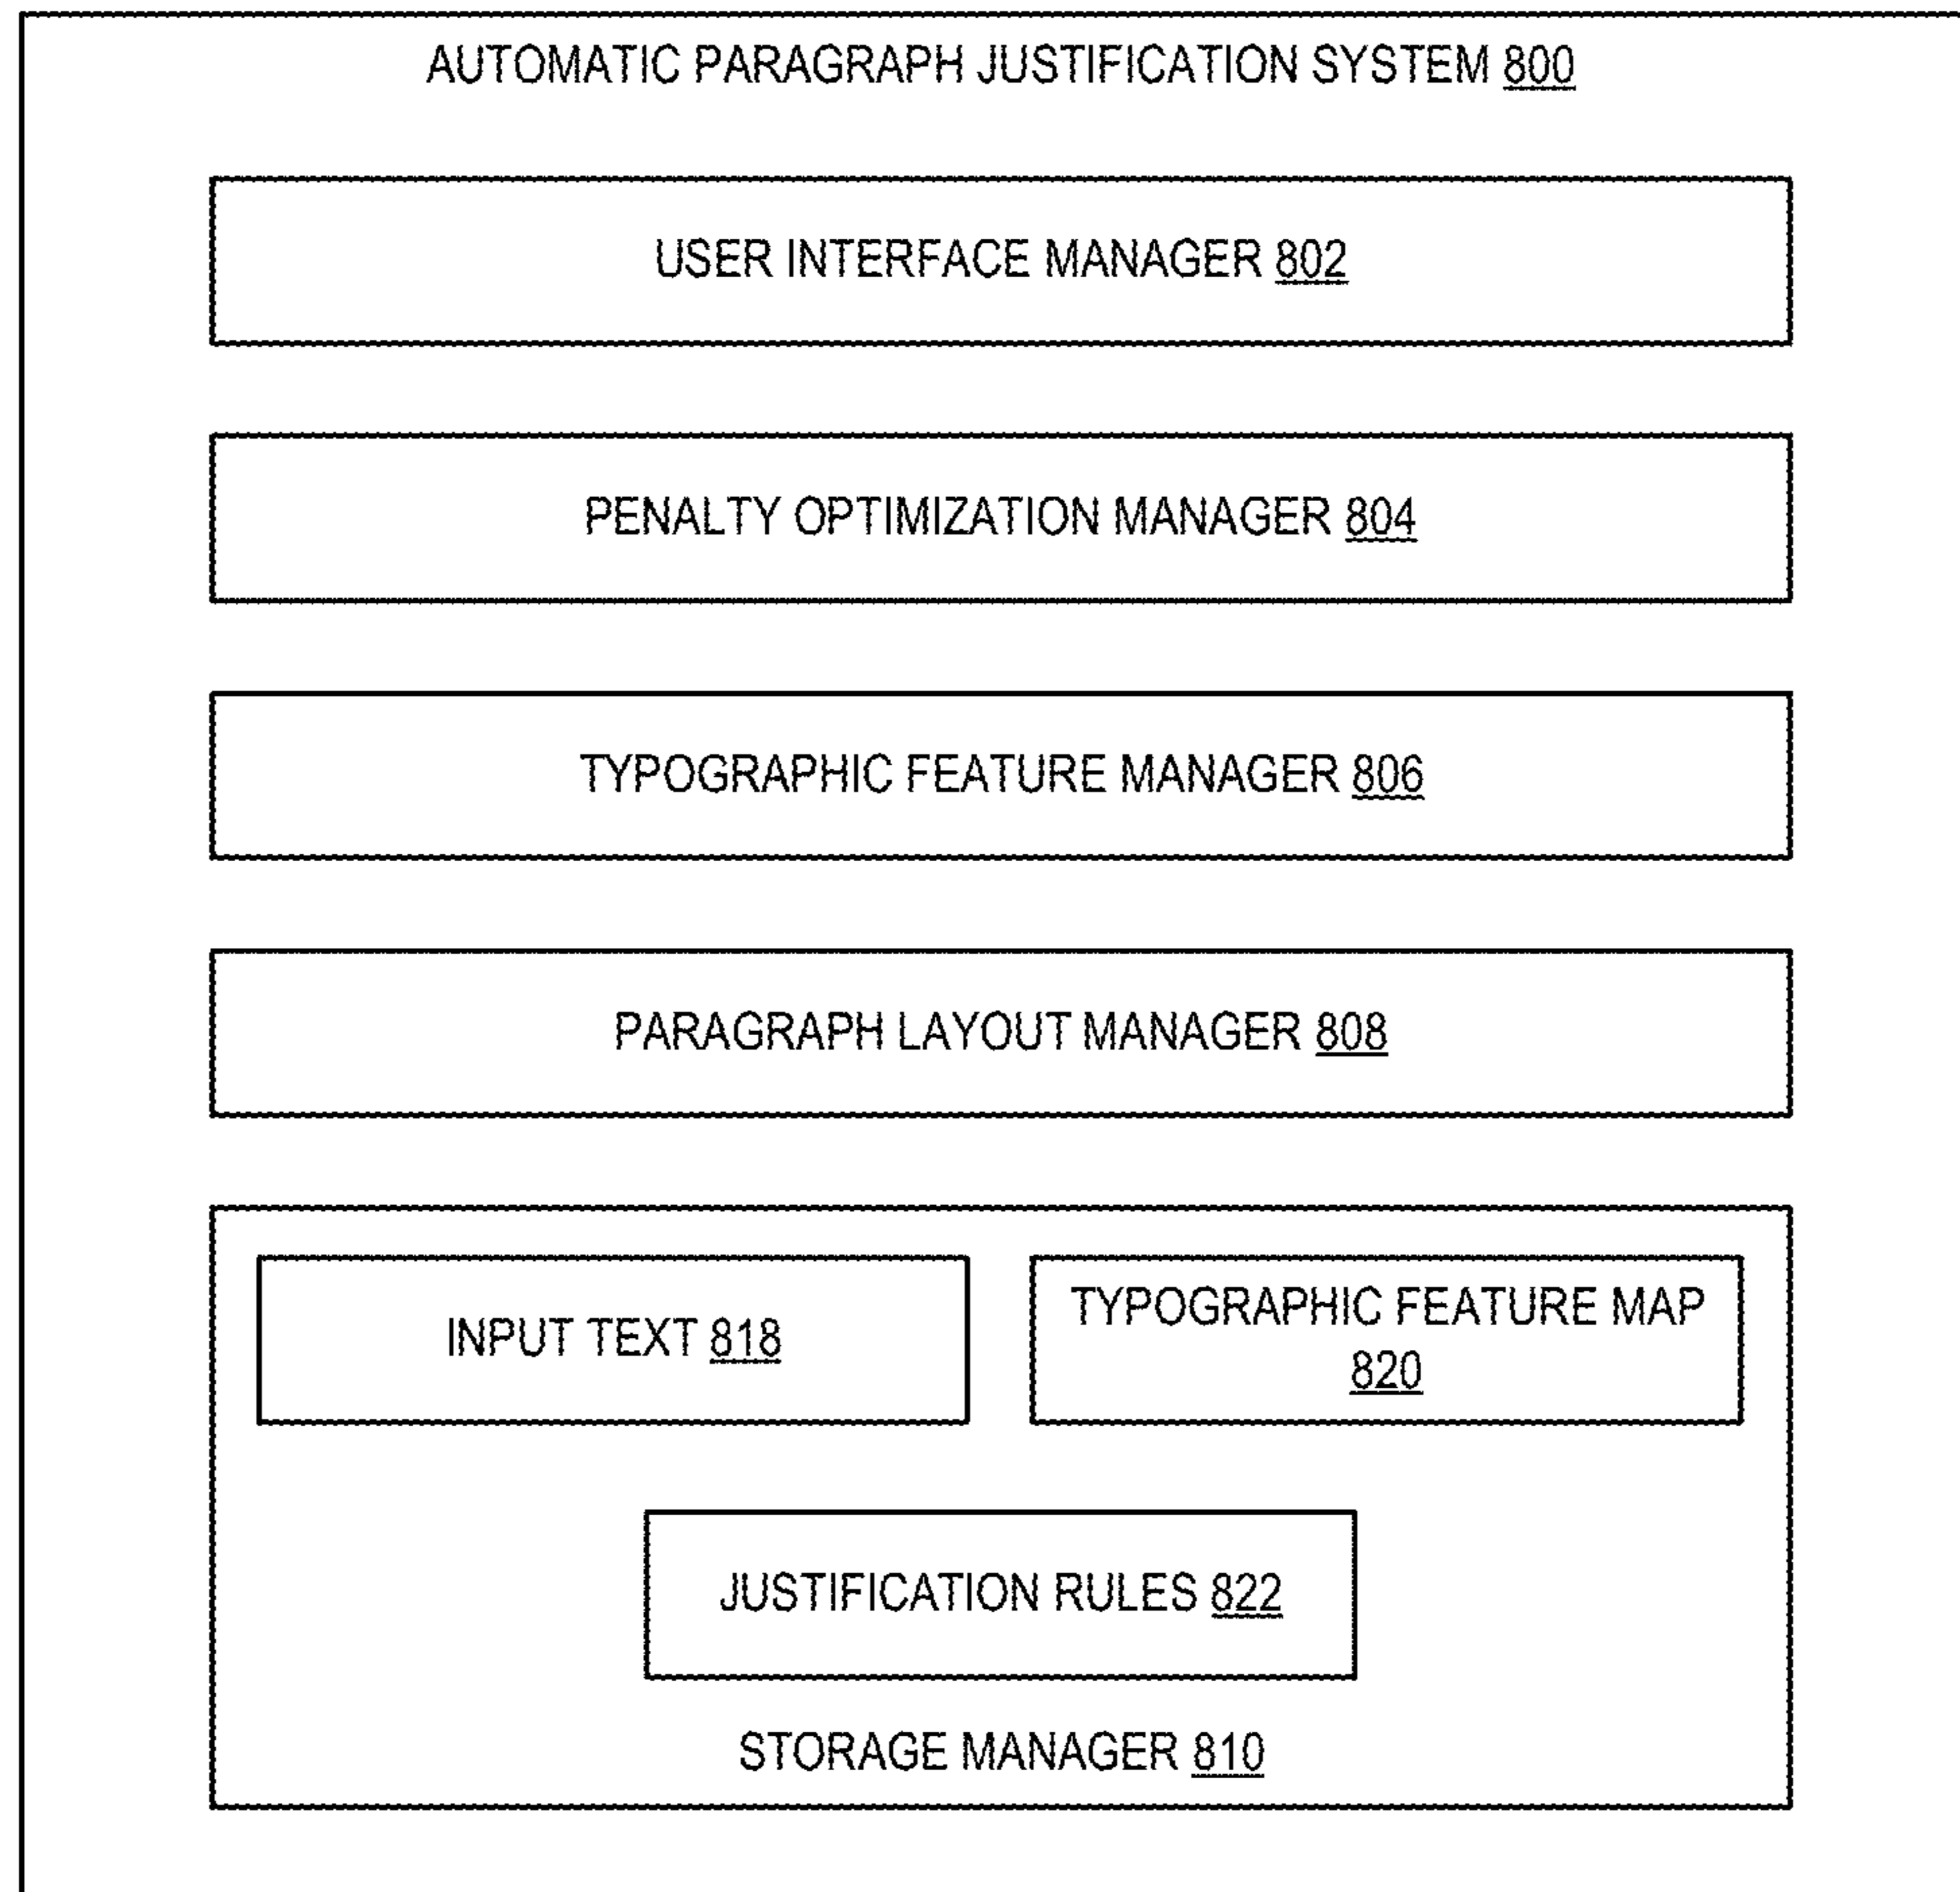 AUTOMATIC PARAGRAPH JUSTIFICATION SYSTEM 800
USER INTERFACE MANAGER 802
PENALTY OPTIMIZATION MANAGER 804
TYPOGRAPHIC FEATURE MANAGER 806
PARAGRAPH LAYOUT MANAGER 808
INPUT TEXT 818
TYPOGRAPHIC FEATURE MAP
820
JUSTIFICATION RULES 822
STORAGE MANAGER 810